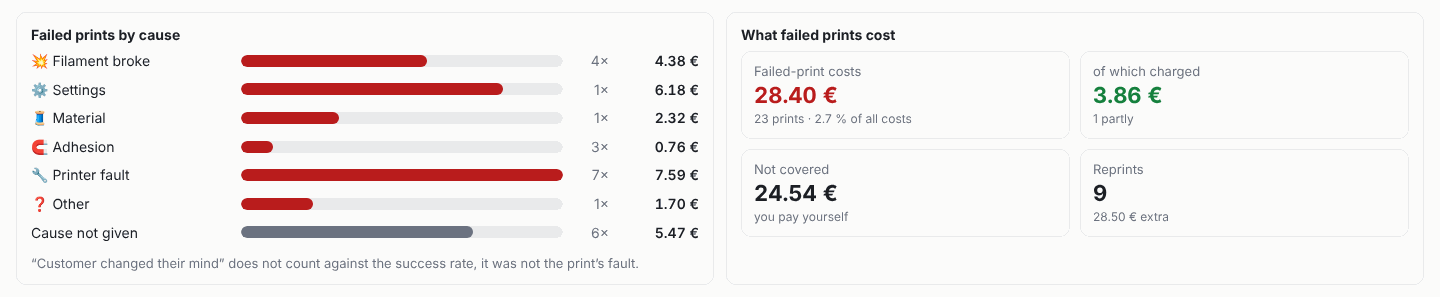 Failed prints by cause
💥 Filament broke 4× 4.38 €
⚙️ Settings 1× 6.18 €
🧵 Material 1× 2.32 €
🧲 Adhesion 3× 0.76 €
🔧 Printer fault 7× 7.59 €
❓ Other 1× 1.70 €
Cause not given 6× 5.47 €
“Customer changed their mind” does not count against the success rate, it was not the print’s fault.
What failed prints cost
Failed-print costs
28.40 €
23 prints · 2.7 % of all costs
of which charged
3.86 €
1 partly
Not covered
24.54 €
you pay yourself
Reprints
9
28.50 € extra